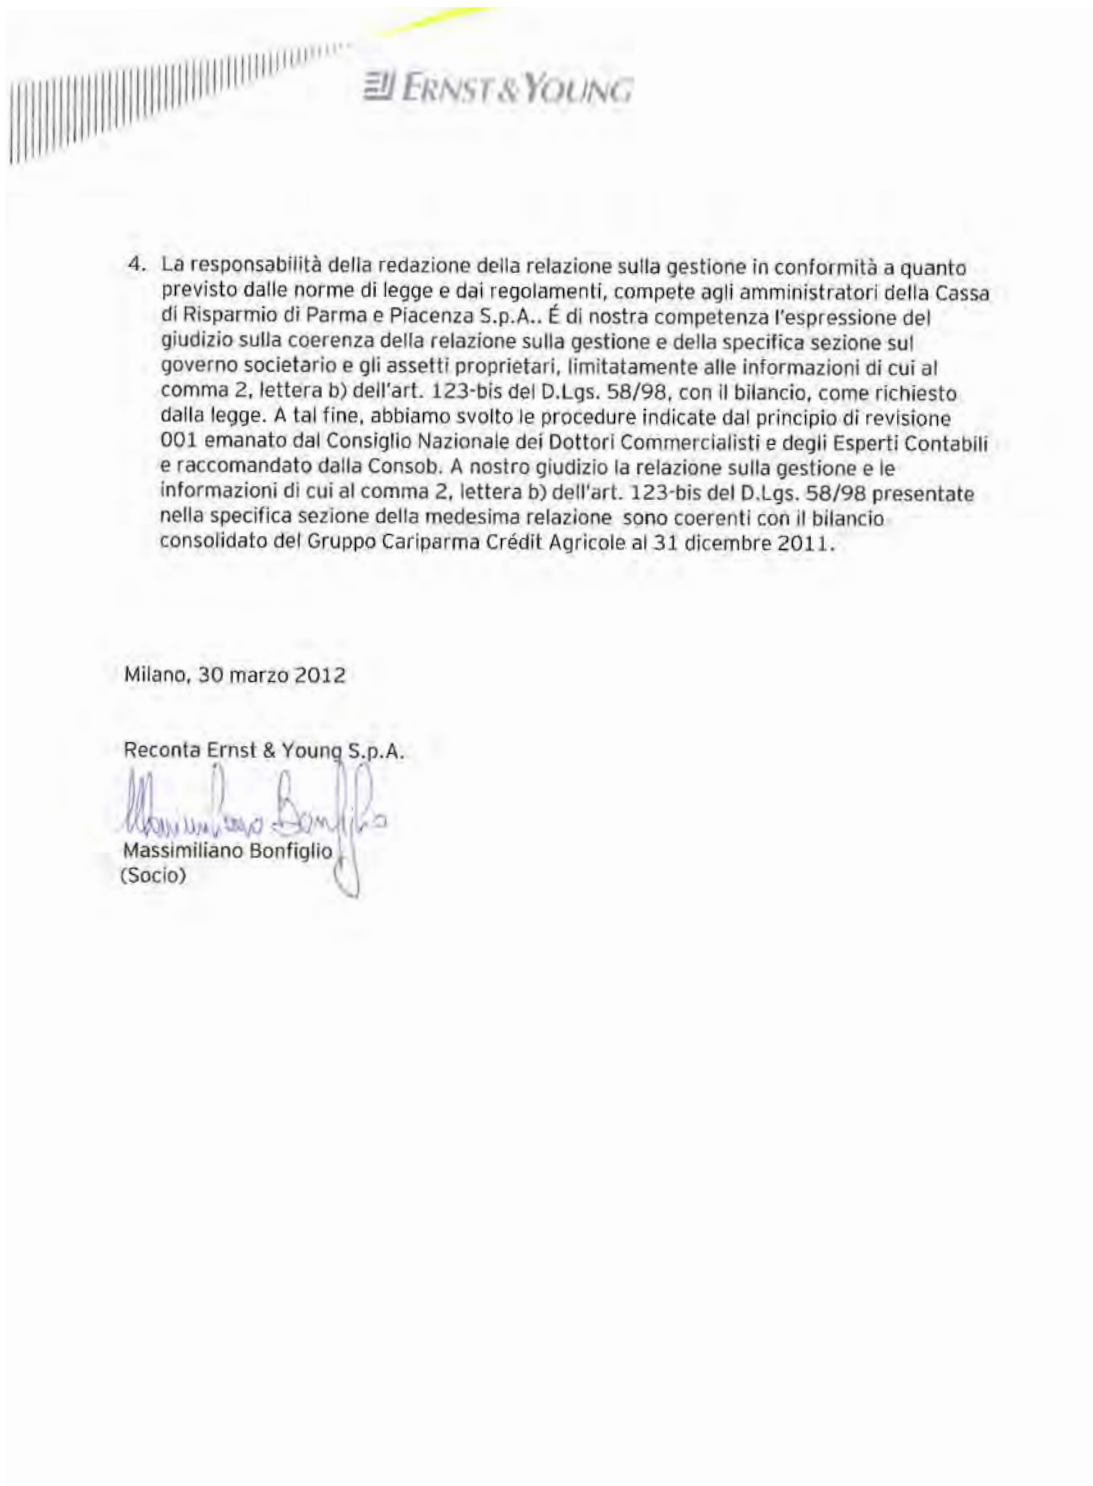 ERNST & YOUNG
4. La responsabilità della redazione della relazione sulla gestione in conformità a quanto
previsto dalle norme di legge e dai regolamenti, compete agli amministratori della Cassa
di Risparmio di Parma e Piacenza S.p.A.. É di nostra competenza l'espressione del
giudizio sulla coerenza della relazione sulla gestione e della specifica sezione sul
governo societario e gli assetti proprietari, limitatamente alle informazioni di cui al
comma 2, lettera b) dell'art. 123-bis del D.Lgs. 58/98, con il bilancio, come richiesto
dalla legge. A tal fine, abbiamo svolto le procedure indicate dal principio di revisione
001 emanato dal Consiglio Nazionale dei Dottori Commercialisti e degli Esperti Contabili
e raccomandato dalla Consob. A nostro giudizio la relazione sulla gestione e le
informazioni di cui al comma 2, lettera b) dell'art. 123-bis del D.Lgs. 58/98 presentate
nella specifica sezione della medesima relazione sono coerenti con il bilancio
consolidato del Gruppo Cariparma Crédit Agricole al 31 dicembre 2011.
Milano, 30 marzo 2012
Reconta Ernst & Young S.p.A.
Massimiliano Bonfiglio
Massimiliano Bonfiglio
(Socio)